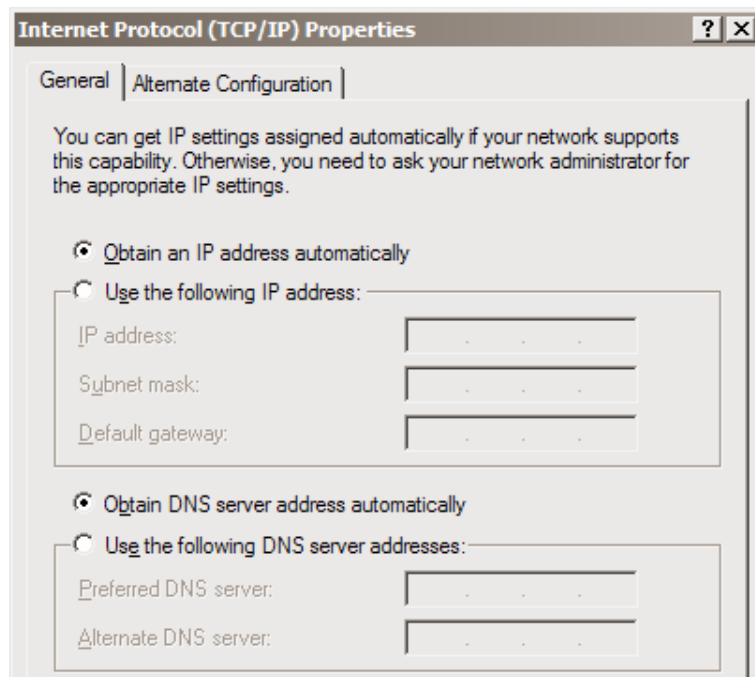 Internet Protocol (TCP/IP) Properties ? X
General Alternate Configuration
You can get IP settings assigned automatically if your network supports
this capability. Otherwise, you need to ask your network administrator for
the appropriate IP settings.
Obtain an IP address automatically
Use the following IP address:
IP address:
Subnet mask:
Default gateway:
Obtain DNS server address automatically
Use the following DNS server addresses:
Preferred DNS server:
Alternate DNS server: